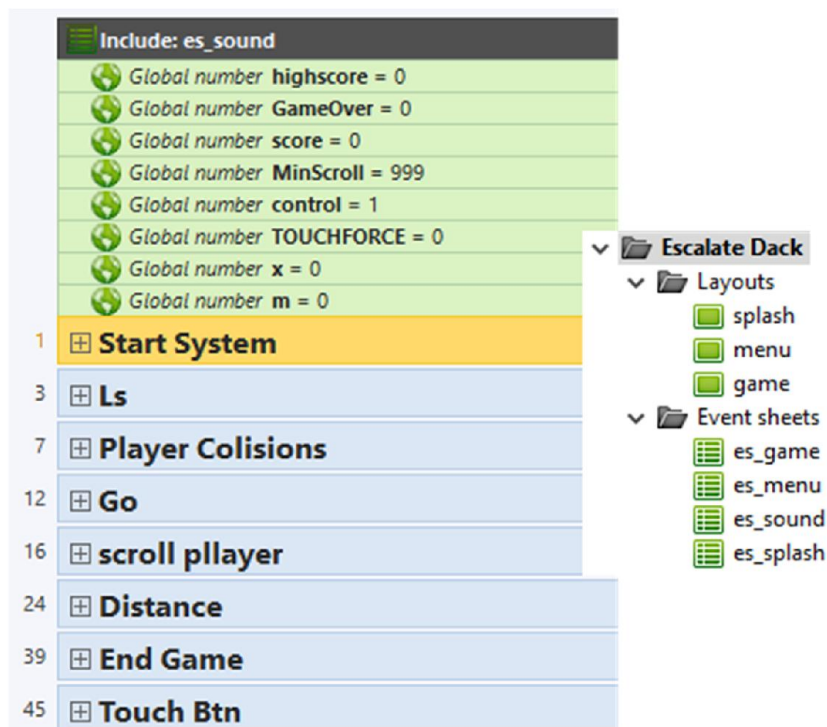 Include: es_sound
Global number highscore = 0
Global number GameOver = 0
Global number score = 0
Global number MinScroll = 999
Global number control = 1
Global number TOUCHFORCE = 0
Global number x = 0
Global number m = 0
1 Start System
3 Ls
7 Player Colisions
12 Go
16 scroll pllayer
24 Distance
39 End Game
45 Touch Btn
Escalate Dack
Layouts
splash
menu
game
Event sheets
es_game
es_menu
es_sound
es_splash